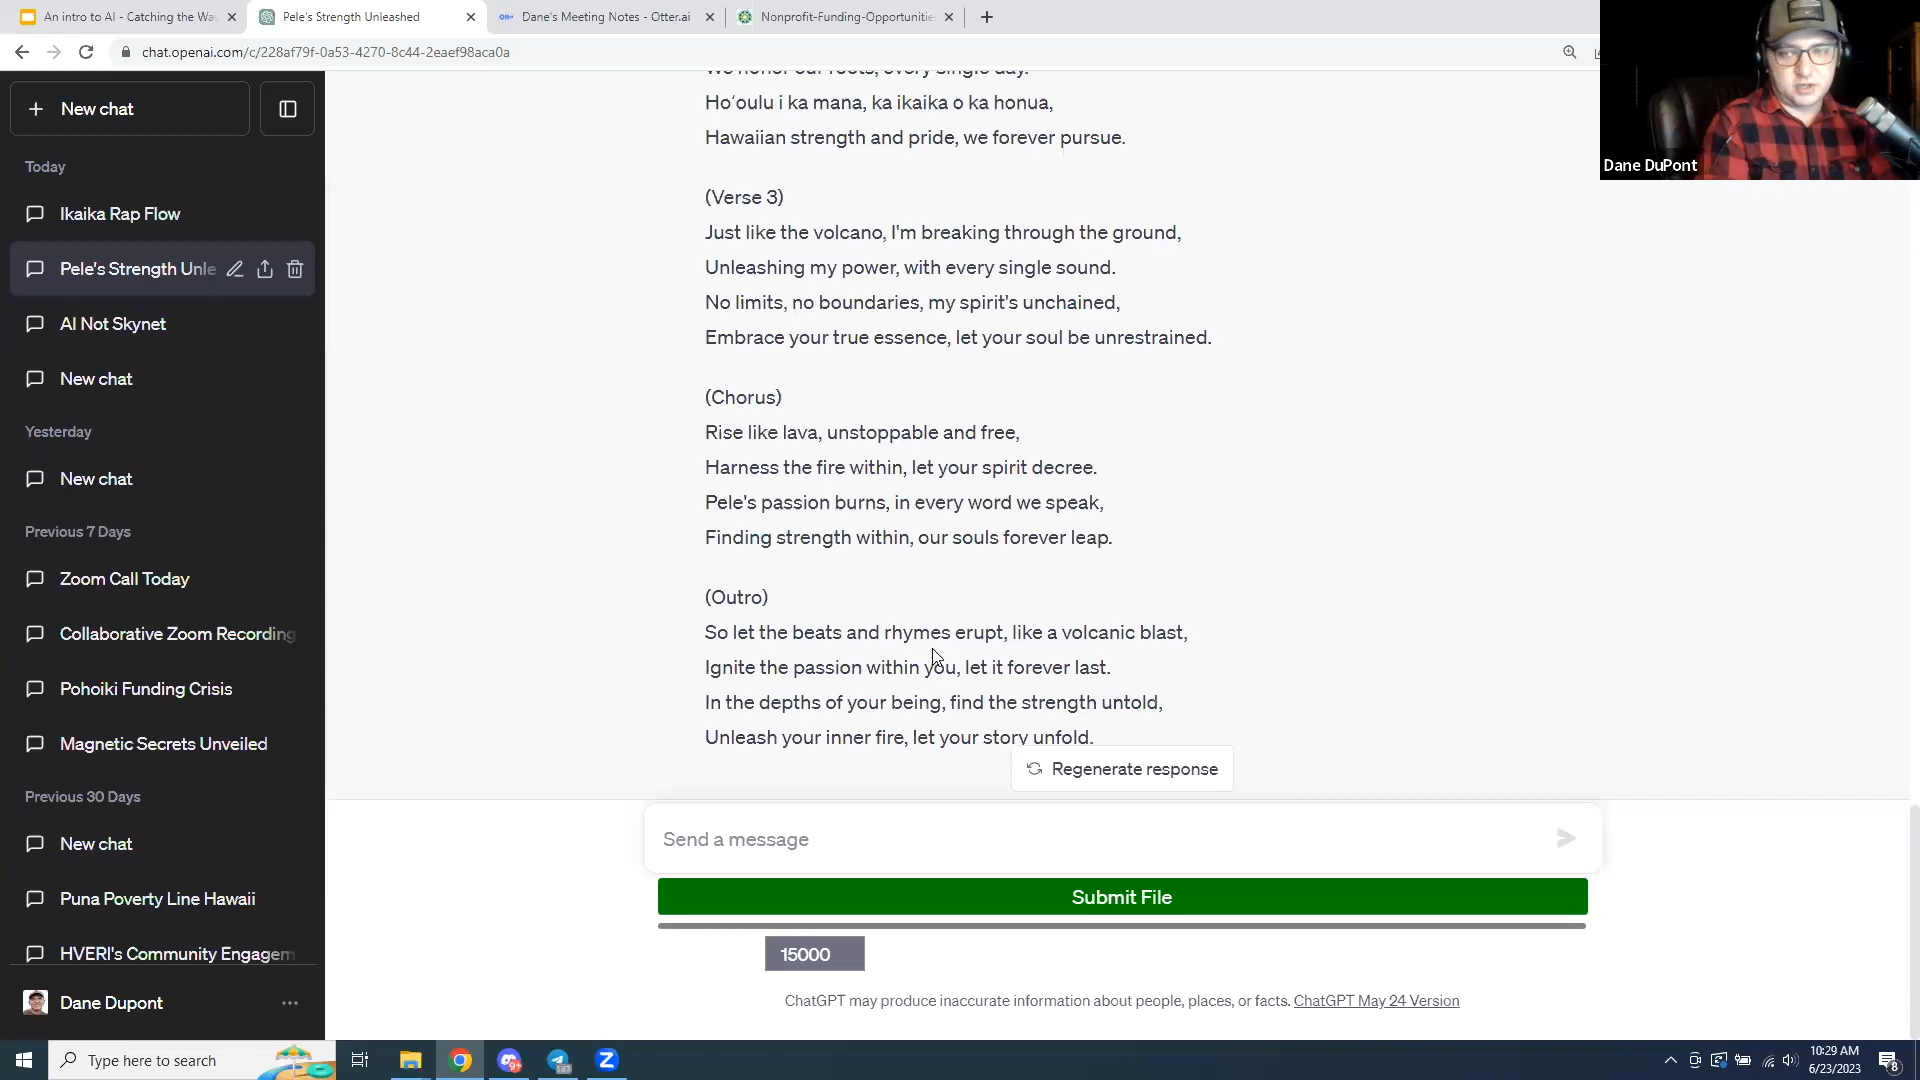 An intro to AI - Catching the Wa
Pele's Strength Unleashed
Dane's Meeting Notes - Otter.ai
Nonprofit-Funding-Opportunitie
chat.openai.com/c/228af79f-0a53-4270-8c44-2eaef98aca0a
Dane DuPont
New chat
Today
Ikaika Rap Flow
Pele's Strength Unle
AI Not Skynet
New chat
Yesterday
New chat
Previous 7 Days
Zoom Call Today
Collaborative Zoom Recording
Pohoiki Funding Crisis
Magnetic Secrets Unveiled
Previous 30 Days
New chat
Puna Poverty Line Hawaii
HVERI's Community Engagem
Dane Dupont
We honor our roots, every single day.
Hoʻoulu i ka mana, ka ikaika o ka honua,
Hawaiian strength and pride, we forever pursue.
(Verse 3)
Just like the volcano, I'm breaking through the ground,
Unleashing my power, with every single sound.
No limits, no boundaries, my spirit's unchained,
Embrace your true essence, let your soul be unrestrained.
(Chorus)
Rise like lava, unstoppable and free,
Harness the fire within, let your spirit decree.
Pele's passion burns, in every word we speak,
Finding strength within, our souls forever leap.
(Outro)
So let the beats and rhymes erupt, like a volcanic blast,
Ignite the passion within you, let it forever last.
In the depths of your being, find the strength untold,
Unleash your inner fire, let your story unfold.
Regenerate response
Send a message
Submit File
15000
ChatGPT may produce inaccurate information about people, places, or facts. ChatGPT May 24 Version
Type here to search
10:29 AM
6/23/2023
8